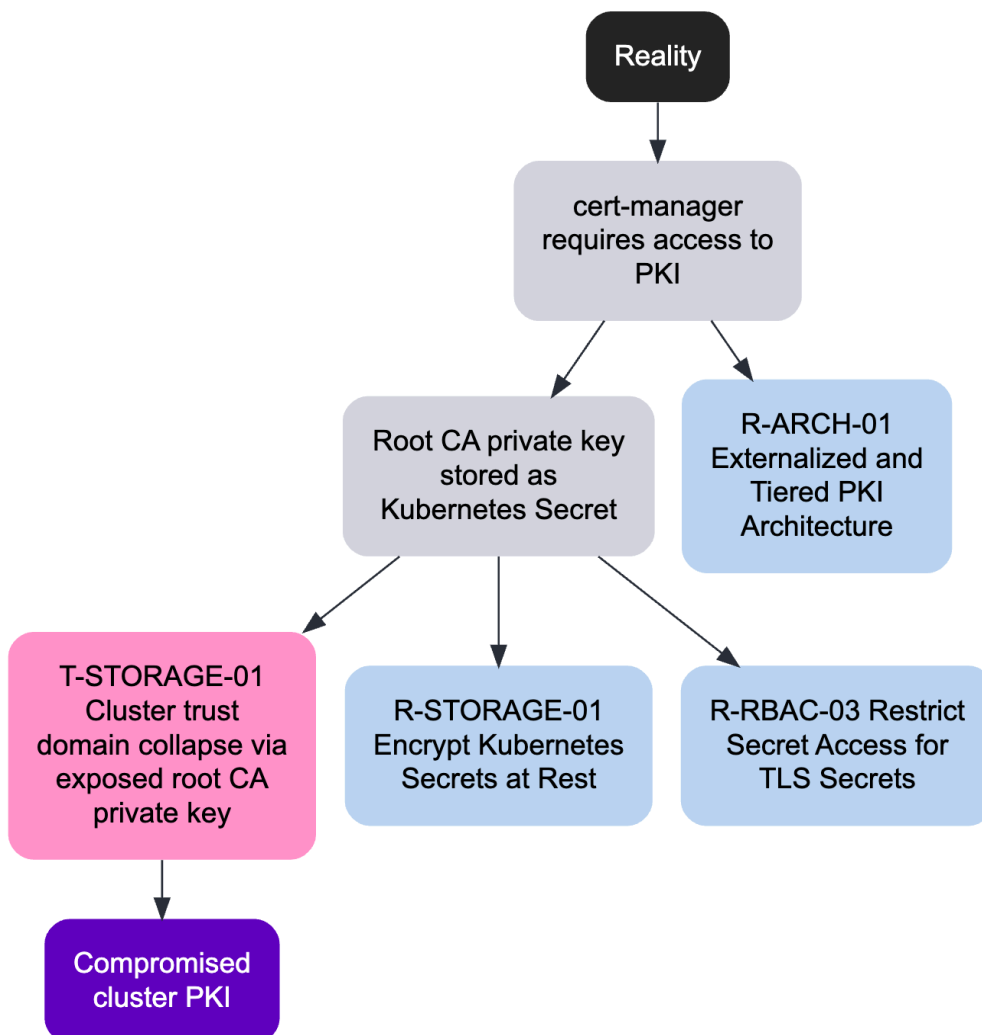 Reality
cert-manager
requires access to
PKI
Root CA private key
stored as
Kubernetes Secret
R-ARCH-01
Externalized and
Tiered PKI
Architecture
T-STORAGE-01
Cluster trust
domain collapse via
exposed root CA
private key
R-STORAGE-01
Encrypt Kubernetes
Secrets at Rest
R-RBAC-03 Restrict
Secret Access for
TLS Secrets
Compromised
cluster PKI